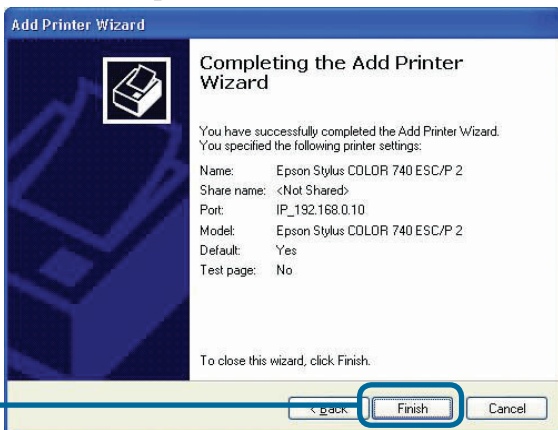 Add Printer Wizard
Completing the Add Printer
Wizard
You have successfully completed the Add Printer Wizard.
You specified the following printer settings:
Name: Epson Stylus COLOR 740 ESC/P 2
Share name: <Not Shared>
Port: IP_192.168.0.10
Model: Epson Stylus COLOR 740 ESC/P 2
Default: Yes
Test page: No
To close this wizard, click Finish.
< Back Finish Cancel